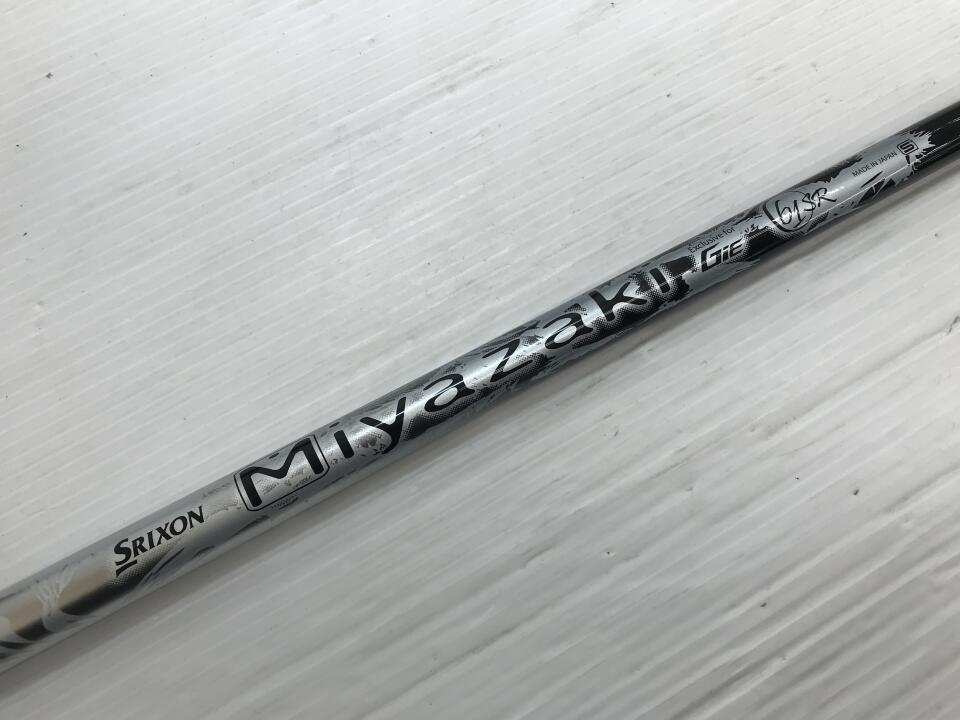 SRIXON
Miyazaki
Exclusive for
GiE
61SR
MADE IN JAPAN S